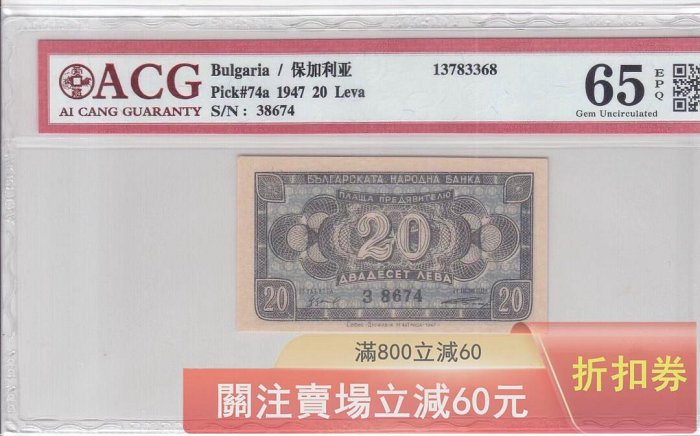 ACG
AI CANG GUARANTY
Bulgaria / 保加利亚
Pick#74a 1947 20 Leva
S/N: 38674
13783368
65
EPQ
Gem Uncirculated
БЪЛГАРСКАТА НАРОДНА БАНКА
ПЛАЩА ПРЕДЯВИТЕЛЮ
20
ДВАДЕСЕТ ЛЕВА
20
З 8674
20
滿800立減60
關注賣場立減60元
折扣券